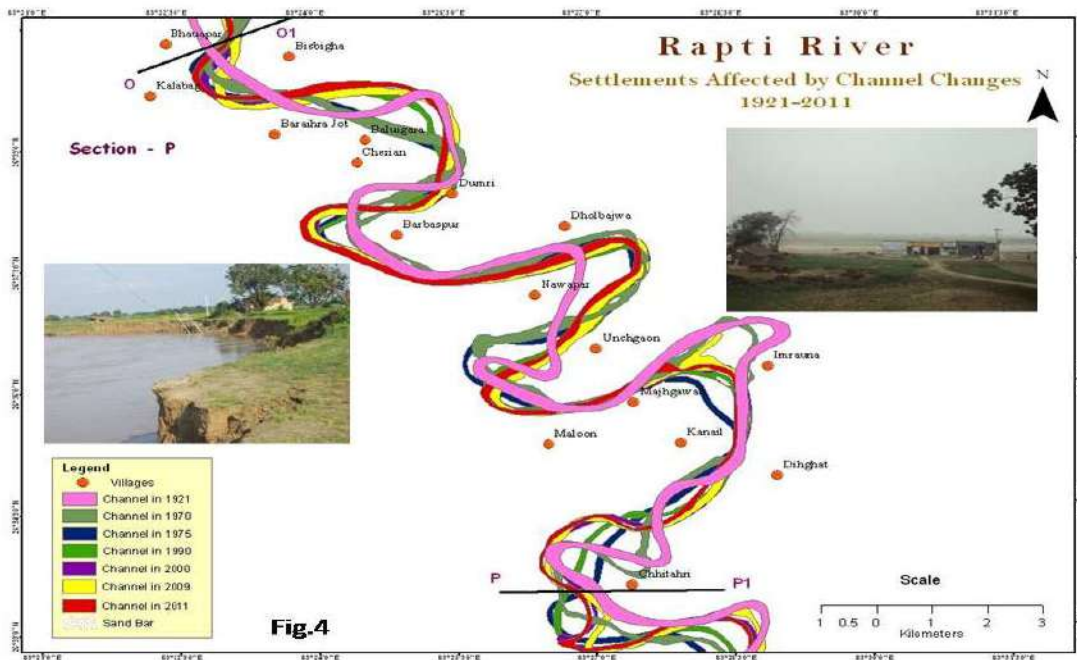 Rapti River
Settlements Affected by Channel Changes
1921-2011
N
Bhauapar
O1
Bisbigha
O
Kalabag
Section - P
Baraihra Jot
Baluigara
Cherian
Dumri
Barbaspur
Dholbajwa
Nawapar
Unchgaon
Imrauna
Majhgawa
Maloon
Kanail
Dihghat
P
P1
Chhitahri
Legend
Villages
Channel in 1921
Channel in 1970
Channel in 1975
Channel in 1990
Channel in 2000
Channel in 2009
Channel in 2011
Sand Bar
Fig.4
Scale
1 0.5 0 1 2 3
Kilometers